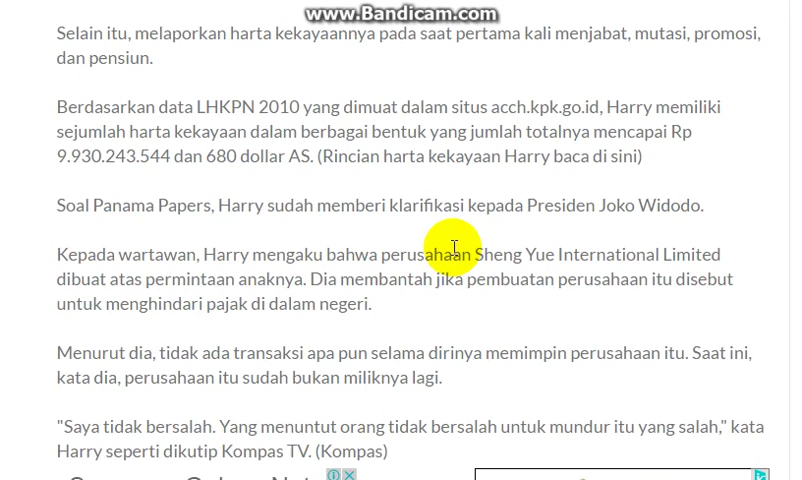 www.Bandicam.com
Selain itu, melaporkan harta kekayaannya pada saat pertama kali menjabat, mutasi, promosi,
dan pensiun.
Berdasarkan data LHKPN 2010 yang dimuat dalam situs acch.kpk.go.id, Harry memiliki
sejumlah harta kekayaan dalam berbagai bentuk yang jumlah totalnya mencapai Rp
9.930.243.544 dan 680 dollar AS. (Rincian harta kekayaan Harry baca di sini)
Soal Panama Papers, Harry sudah memberi klarifikasi kepada Presiden Joko Widodo.
Kepada wartawan, Harry mengaku bahwa perusahaan Sheng Yue International Limited
dibuat atas permintaan anaknya. Dia membantah jika pembuatan perusahaan itu disebut
untuk menghindari pajak di dalam negeri.
Menurut dia, tidak ada transaksi apa pun selama dirinya memimpin perusahaan itu. Saat ini,
kata dia, perusahaan itu sudah bukan miliknya lagi.
"Saya tidak bersalah. Yang menuntut orang tidak bersalah untuk mundur itu yang salah," kata
Harry seperti dikutip Kompas TV. (Kompas)